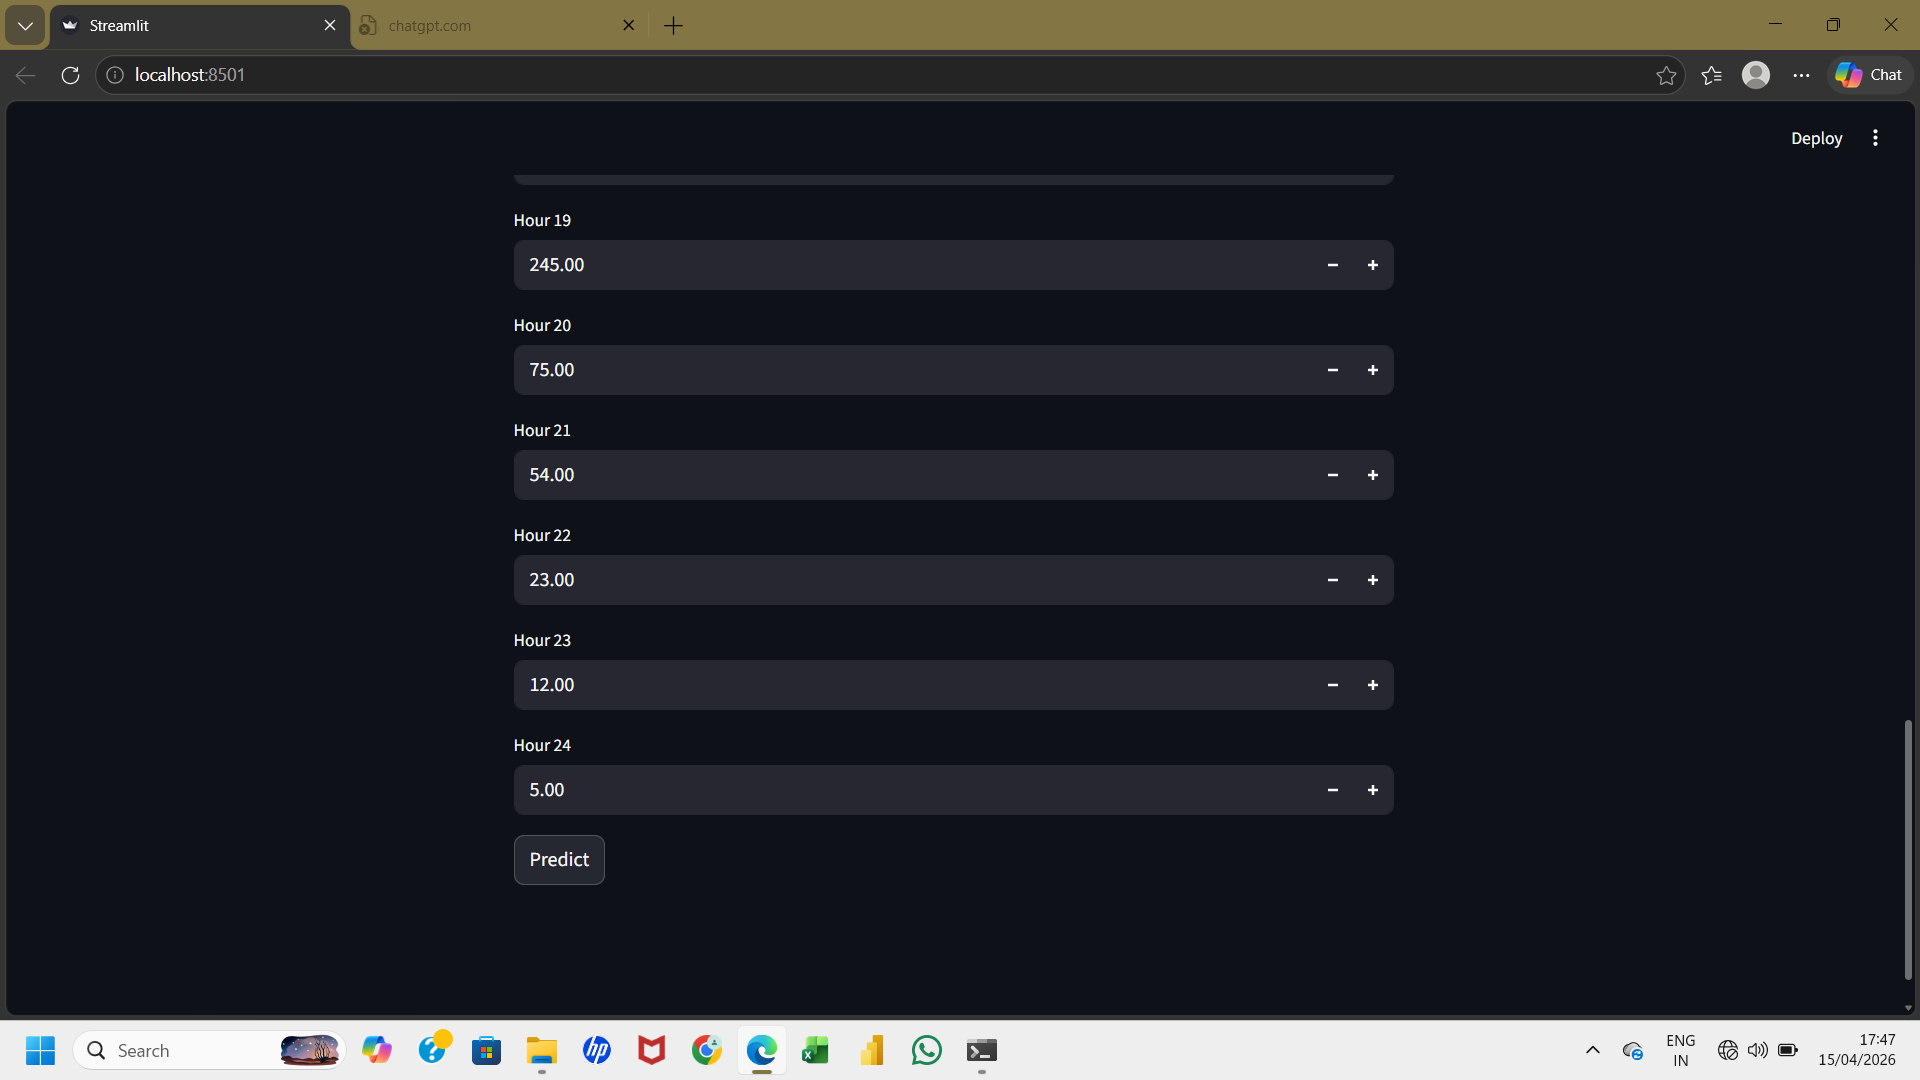 Streamlit
chatgpt.com
localhost:8501
Chat
Deploy
Hour 19
245.00
Hour 20
75.00
Hour 21
54.00
Hour 22
23.00
Hour 23
12.00
Hour 24
5.00
Predict
Search
hp
ENG
IN
17:47
15/04/2026